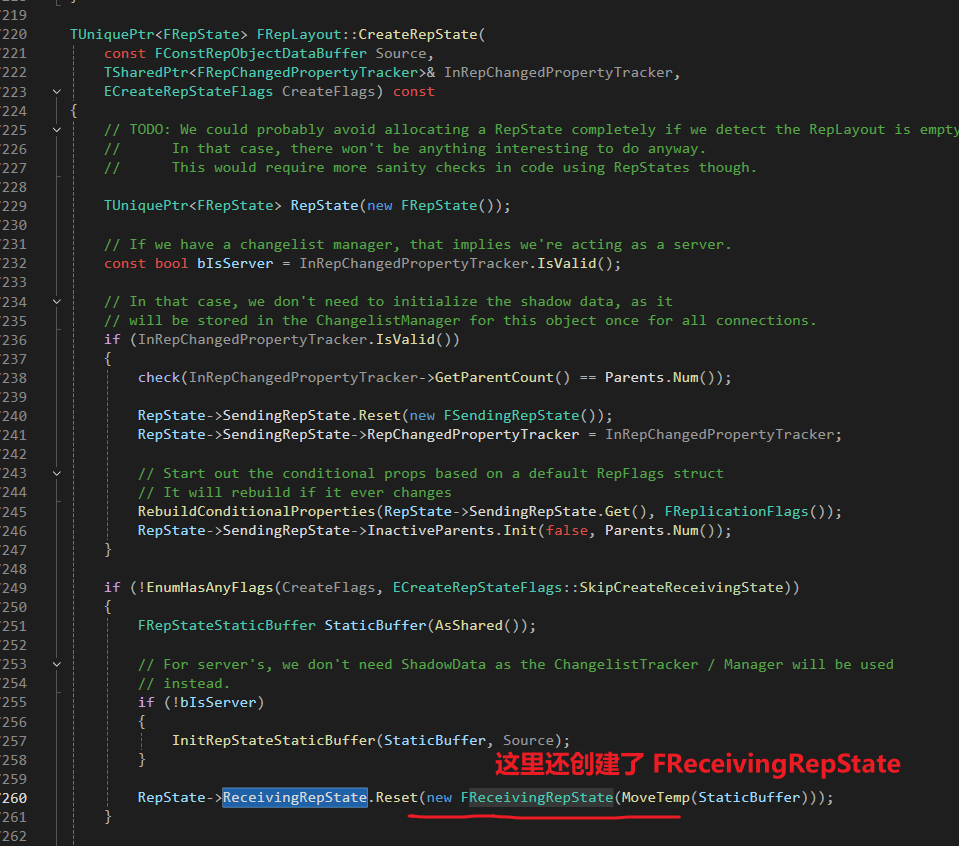 219
220 TUniquePtr<FRepState> FRepLayout::CreateRepState(
221 const FConstRepObjectDataBuffer Source,
222 TSharedPtr<FRepChangedPropertyTracker>& InRepChangedPropertyTracker,
223 ECreateRepStateFlags CreateFlags) const
224 {
225 // TODO: We could probably avoid allocating a RepState completely if we detect the RepLayout is empty
226 // In that case, there won't be anything interesting to do anyway.
227 // This would require more sanity checks in code using RepStates though.
228
229 TUniquePtr<FRepState> RepState(new FRepState());
230
231 // If we have a changelist manager, that implies we're acting as a server.
232 const bool bIsServer = InRepChangedPropertyTracker.IsValid();
233
234 // In that case, we don't need to initialize the shadow data, as it
235 // will be stored in the ChangelistManager for this object once for all connections.
236 if (InRepChangedPropertyTracker.IsValid())
237 {
238 check(InRepChangedPropertyTracker->GetParentCount() == Parents.Num());
239
240 RepState->SendingRepState.Reset(new FSendingRepState());
241 RepState->SendingRepState->RepChangedPropertyTracker = InRepChangedPropertyTracker;
242
243 // Start out the conditional props based on a default RepFlags struct
244 // It will rebuild if it ever changes
245 RebuildConditionalProperties(RepState->SendingRepState.Get(), FReplicationFlags());
246 RepState->SendingRepState->InactiveParents.Init(false, Parents.Num());
247 }
248
249 if (!EnumHasAnyFlags(CreateFlags, ECreateRepStateFlags::SkipCreateReceivingState))
250 {
251 FRepStateStaticBuffer StaticBuffer(AsShared());
252
253 // For server's, we don't need ShadowData as the ChangelistTracker / Manager will be used
254 // instead.
255 if (!bIsServer)
256 {
257 InitRepStateStaticBuffer(StaticBuffer, Source);
258 }
这里还创建了 FReceivingRepState
259
260 RepState->ReceivingRepState.Reset(new FReceivingRepState(MoveTemp(StaticBuffer)));
261 }
262